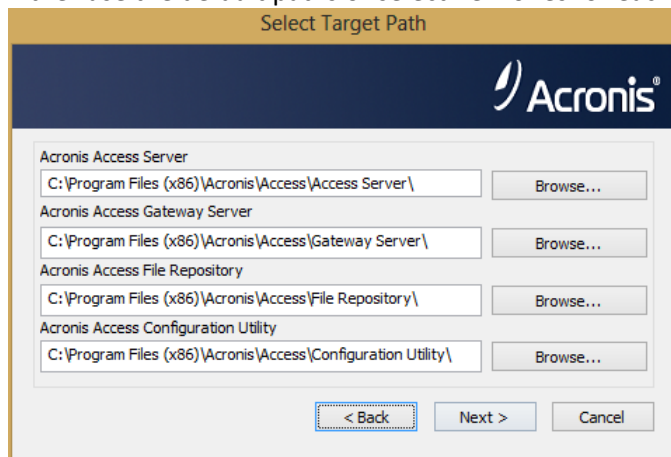 Select Target Path
Acronis
Acronis Access Server
C:\Program Files (x86)\Acronis\Access\Access Server\
Browse...
Acronis Access Gateway Server
C:\Program Files (x86)\Acronis\Access\Gateway Server\
Browse...
Acronis Access File Repository
C:\Program Files (x86)\Acronis\Access\File Repository\
Browse...
Acronis Access Configuration Utility
C:\Program Files (x86)\Acronis\Access\Configuration Utility\
Browse...
< Back Next > Cancel